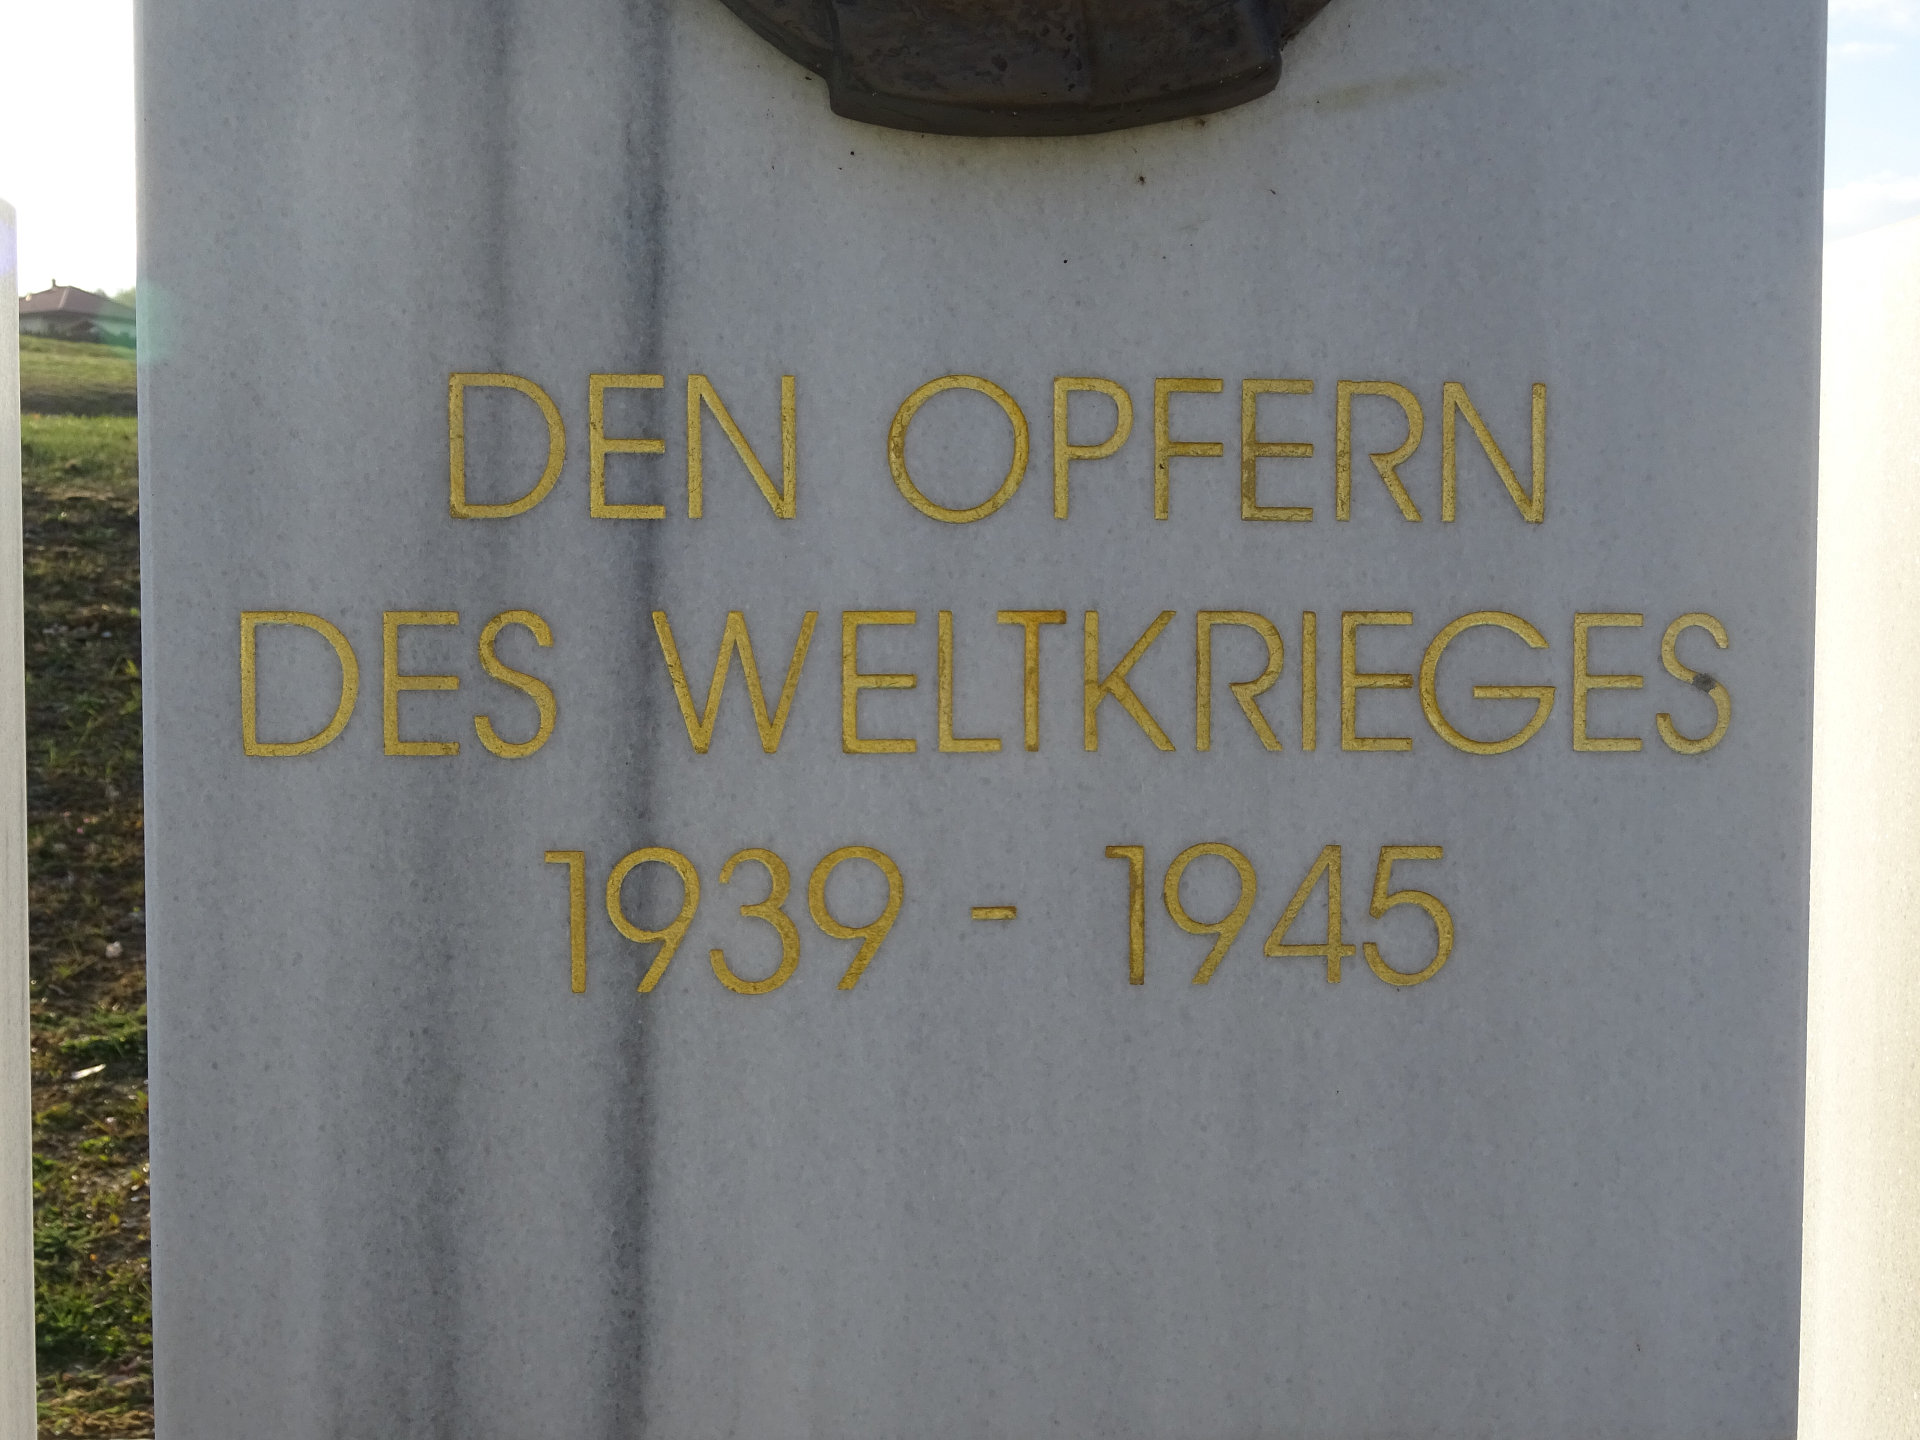 DEN OPFERN
DES WELTKRIEGES
1939 - 1945